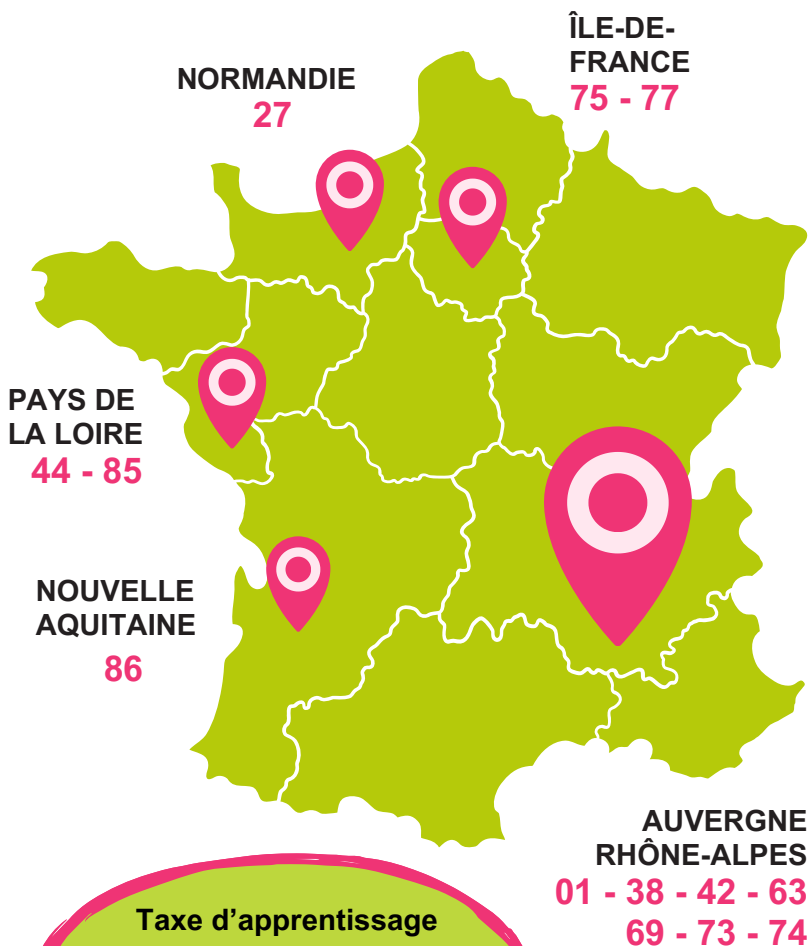 ÎLE-DE-
FRANCE
75 - 77
NORMANDIE
27
PAYS DE
LA LOIRE
44 - 85
NOUVELLE
AQUITAINE
86
AUVERGNE
RHÔNE-ALPES
01 - 38 - 42 - 63
69 - 73 - 74
Taxe d’apprentissage